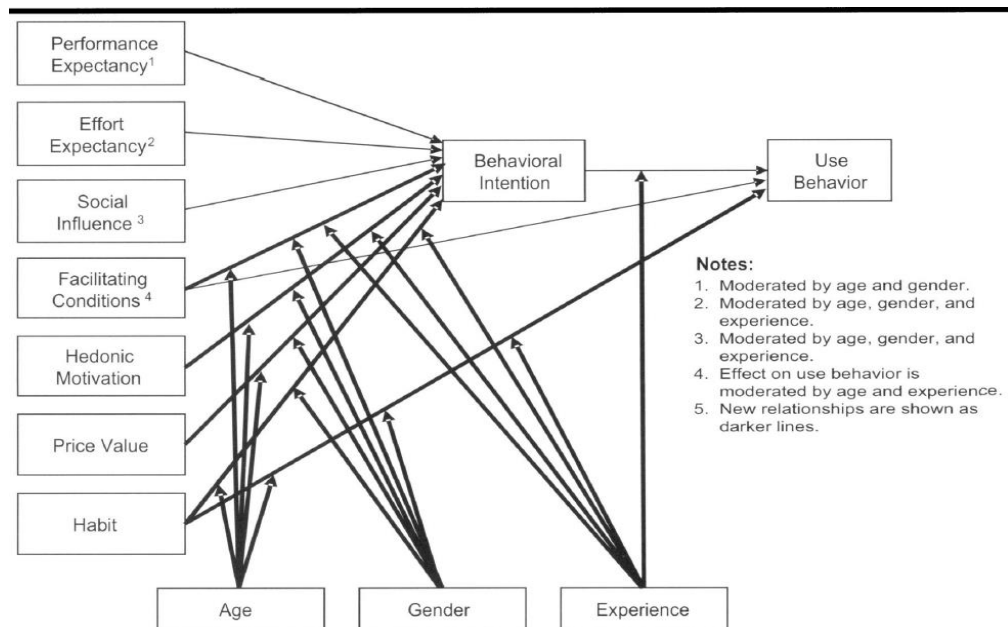 Performance
Expectancy1
Effort
Expectancy2
Social
Influence 3
Facilitating
Conditions 4
Hedonic
Motivation
Price Value
Habit
Behavioral
Intention
Use
Behavior
Notes:
1. Moderated by age and gender.
2. Moderated by age, gender, and
experience.
3. Moderated by age, gender, and
experience.
4. Effect on use behavior is
moderated by age and experience.
5. New relationships are shown as
darker lines.
Age
Gender
Experience